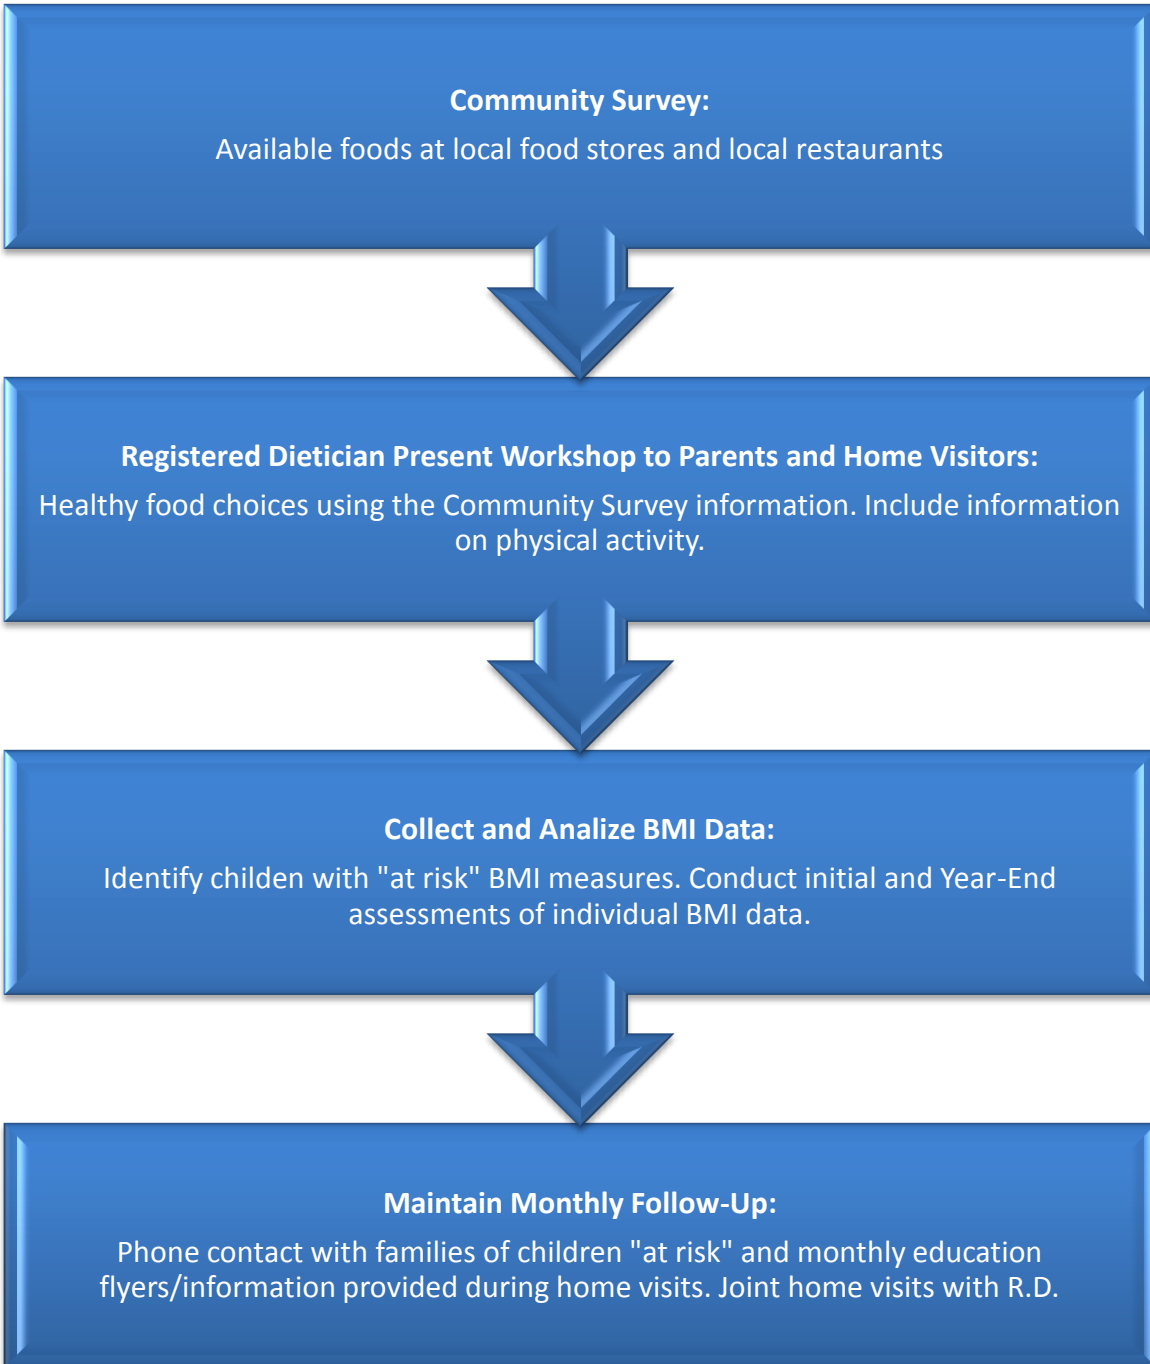 Community Survey:
Available foods at local food stores and local restaurants
Registered Dietician Present Workshop to Parents and Home Visitors:
Healthy food choices using the Community Survey information. Include information
on physical activity.
Collect and Analize BMI Data:
Identify childen with "at risk" BMI measures. Conduct initial and Year-End
assessments of individual BMI data.
Maintain Monthly Follow-Up:
Phone contact with families of children "at risk" and monthly education
flyers/information provided during home visits. Joint home visits with R.D.